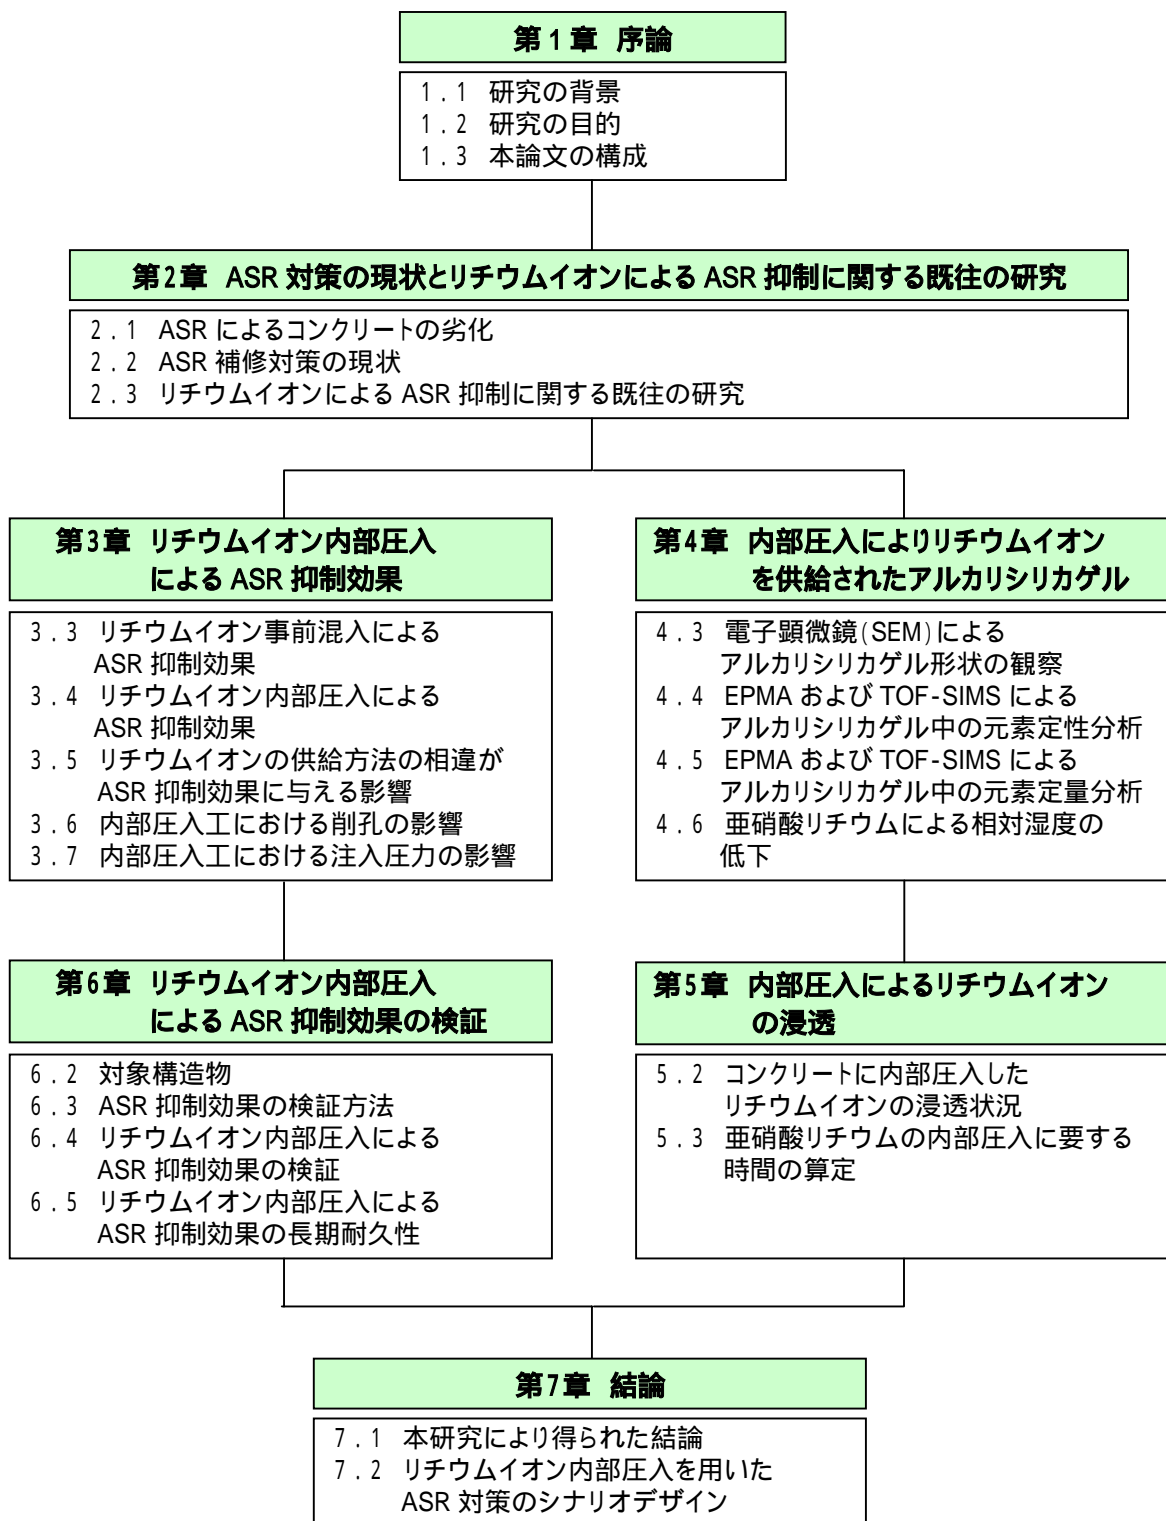 第1章 序論
1.1 研究の背景
1.2 研究の目的
1.3 本論文の構成
第2章 ASR 対策の現状とリチウムイオンによる ASR 抑制に関する既往の研究
2.1 ASR によるコンクリートの劣化
2.2 ASR 補修対策の現状
2.3 リチウムイオンによる ASR 抑制に関する既往の研究
第3章 リチウムイオン内部圧入
による ASR 抑制効果
3.3 リチウムイオン事前混入による
ASR 抑制効果
3.4 リチウムイオン内部圧入による
ASR 抑制効果
3.5 リチウムイオンの供給方法の相違が
ASR 抑制効果に与える影響
3.6 内部圧入工における削孔の影響
3.7 内部圧入工における注入圧力の影響
第4章 内部圧入によりリチウムイオン
を供給されたアルカリシリカゲル
4.3 電子顕微鏡(SEM)による
アルカリシリカゲル形状の観察
4.4 EPMA および TOF-SIMS による
アルカリシリカゲル中の元素定性分析
4.5 EPMA および TOF-SIMS による
アルカリシリカゲル中の元素定量分析
4.6 亜硝酸リチウムによる相対湿度の
低下
第6章 リチウムイオン内部圧入
による ASR 抑制効果の検証
6.2 対象構造物
6.3 ASR 抑制効果の検証方法
6.4 リチウムイオン内部圧入による
ASR 抑制効果の検証
6.5 リチウムイオン内部圧入による
ASR 抑制効果の長期耐久性
第5章 内部圧入によるリチウムイオン
の浸透
5.2 コンクリートに内部圧入した
リチウムイオンの浸透状況
5.3 亜硝酸リチウムの内部圧入に要する
時間の算定
第7章 結論
7.1 本研究により得られた結論
7.2 リチウムイオン内部圧入を用いた
ASR 対策のシナリオデザイン